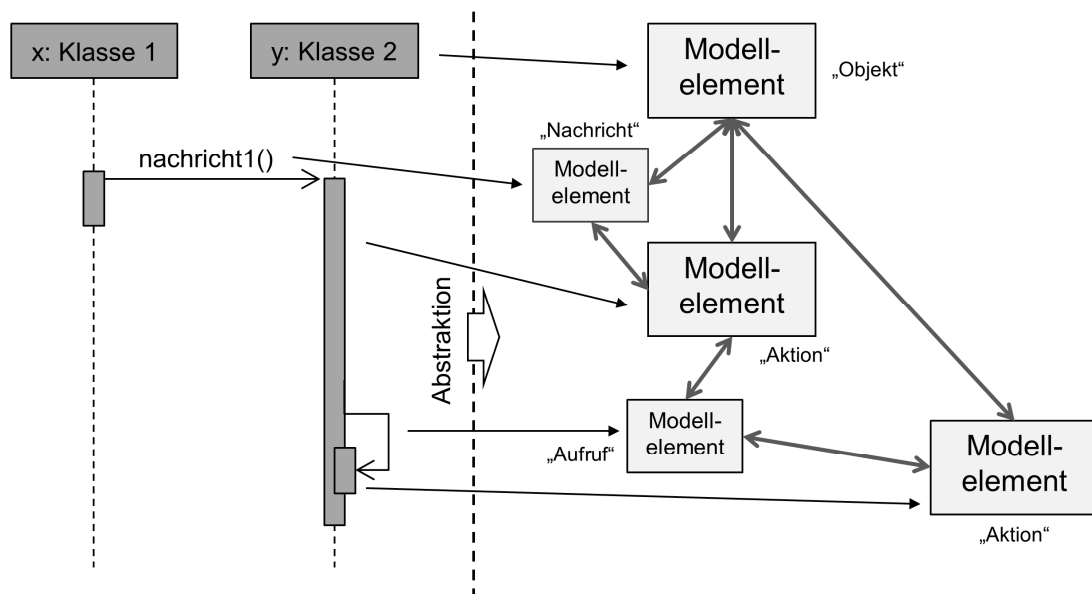 x: Klasse 1
y: Klasse 2
Modell-
element
„Objekt“
„Nachricht“
nachricht1()
Modell-
element
Modell-
element
Abstraktion
„Aktion“
Modell-
element
„Aufruf“
Modell-
element
„Aktion“